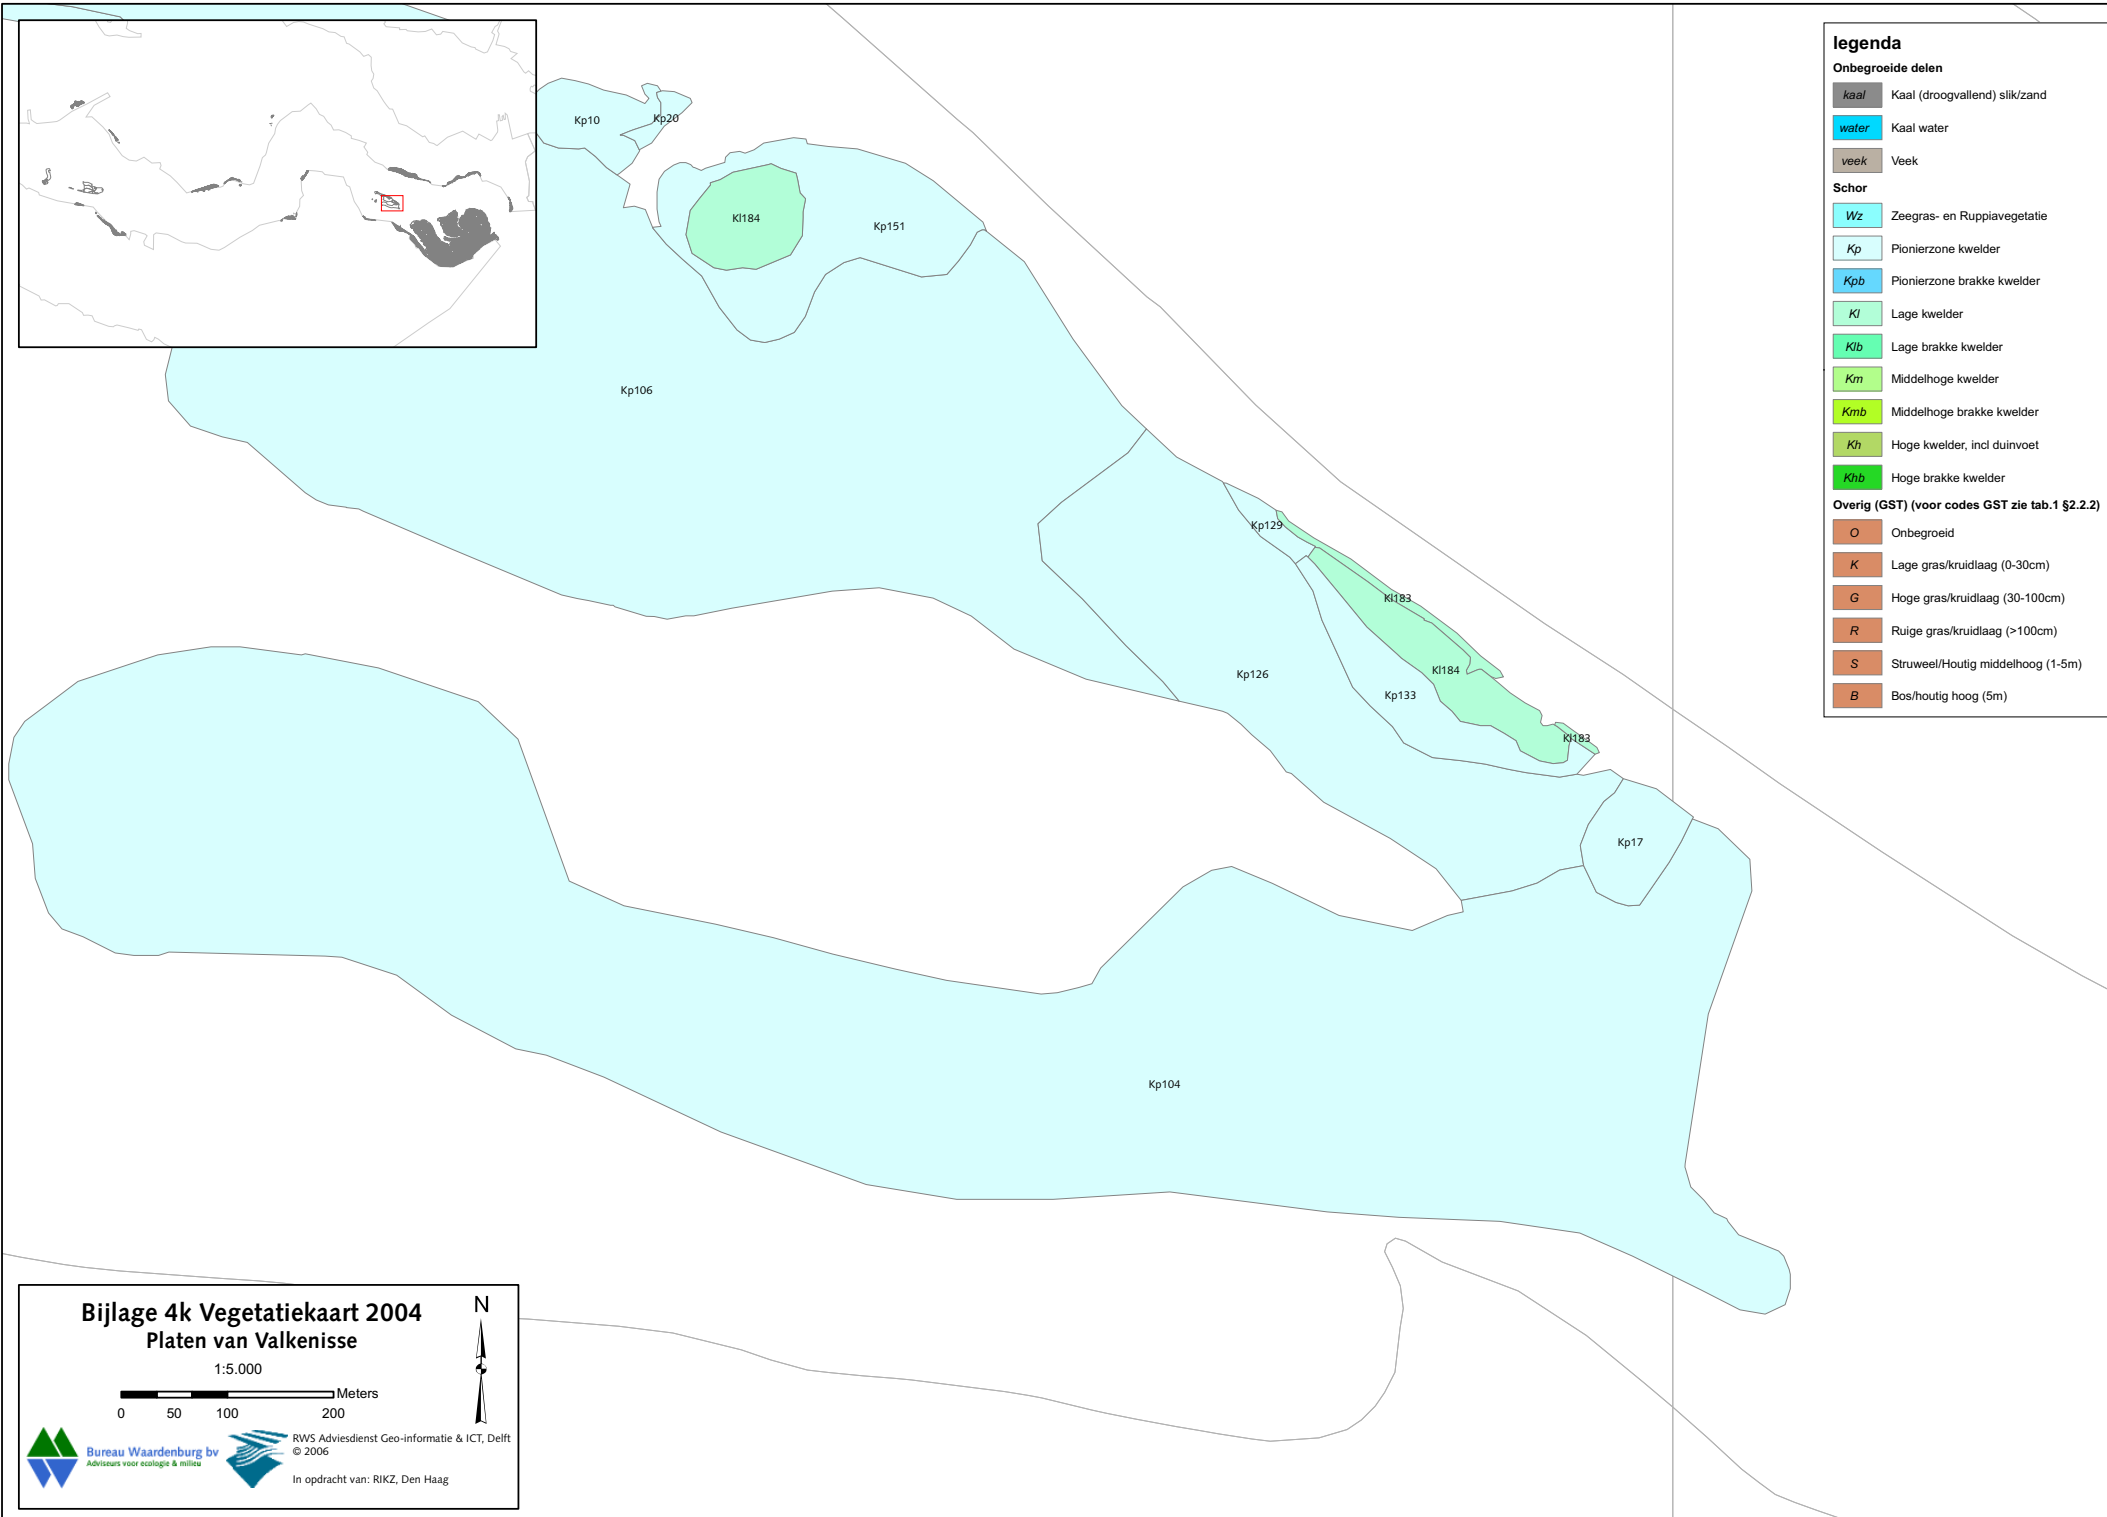 legenda
Onbegroeide delen
kaal Kaal (droogvallend) slik/zand
water Kaal water
veek Veek
Schor
Wz Zeegras- en Ruppiavegetatie
Kp Pionierzone kwelder
Kpb Pionierzone brakke kwelder
Kl Lage kwelder
Klb Lage brakke kwelder
Km Middelhoge kwelder
Kmb Middelhoge brakke kwelder
Kh Hoge kwelder, incl duinvoet
Khb Hoge brakke kwelder
Overig (GST) (voor codes GST zie tab.1 §2.2.2)
O Onbegroeid
K Lage gras/kruidlaag (0-30cm)
G Hoge gras/kruidlaag (30-100cm)
R Ruige gras/kruidlaag (>100cm)
S Struweel/Houtig middelhoog (1-5m)
B Bos/houtig hoog (5m)
Kp10
Kp20
Kl184
Kp151
Kp106
Kp129
Kl183
Kl184
Kp126
Kp133
Kl183
Kp17
Kp104
Bijlage 4k Vegetatiekaart 2004
Platen van Valkenisse
N
1:5.000
Meters
0 50 100 200
Bureau Waardenburg bv
Adviseurs voor ecologie & milieu
RWS Adviesdienst Geo-informatie & ICT, Delft
© 2006
In opdracht van: RIKZ, Den Haag